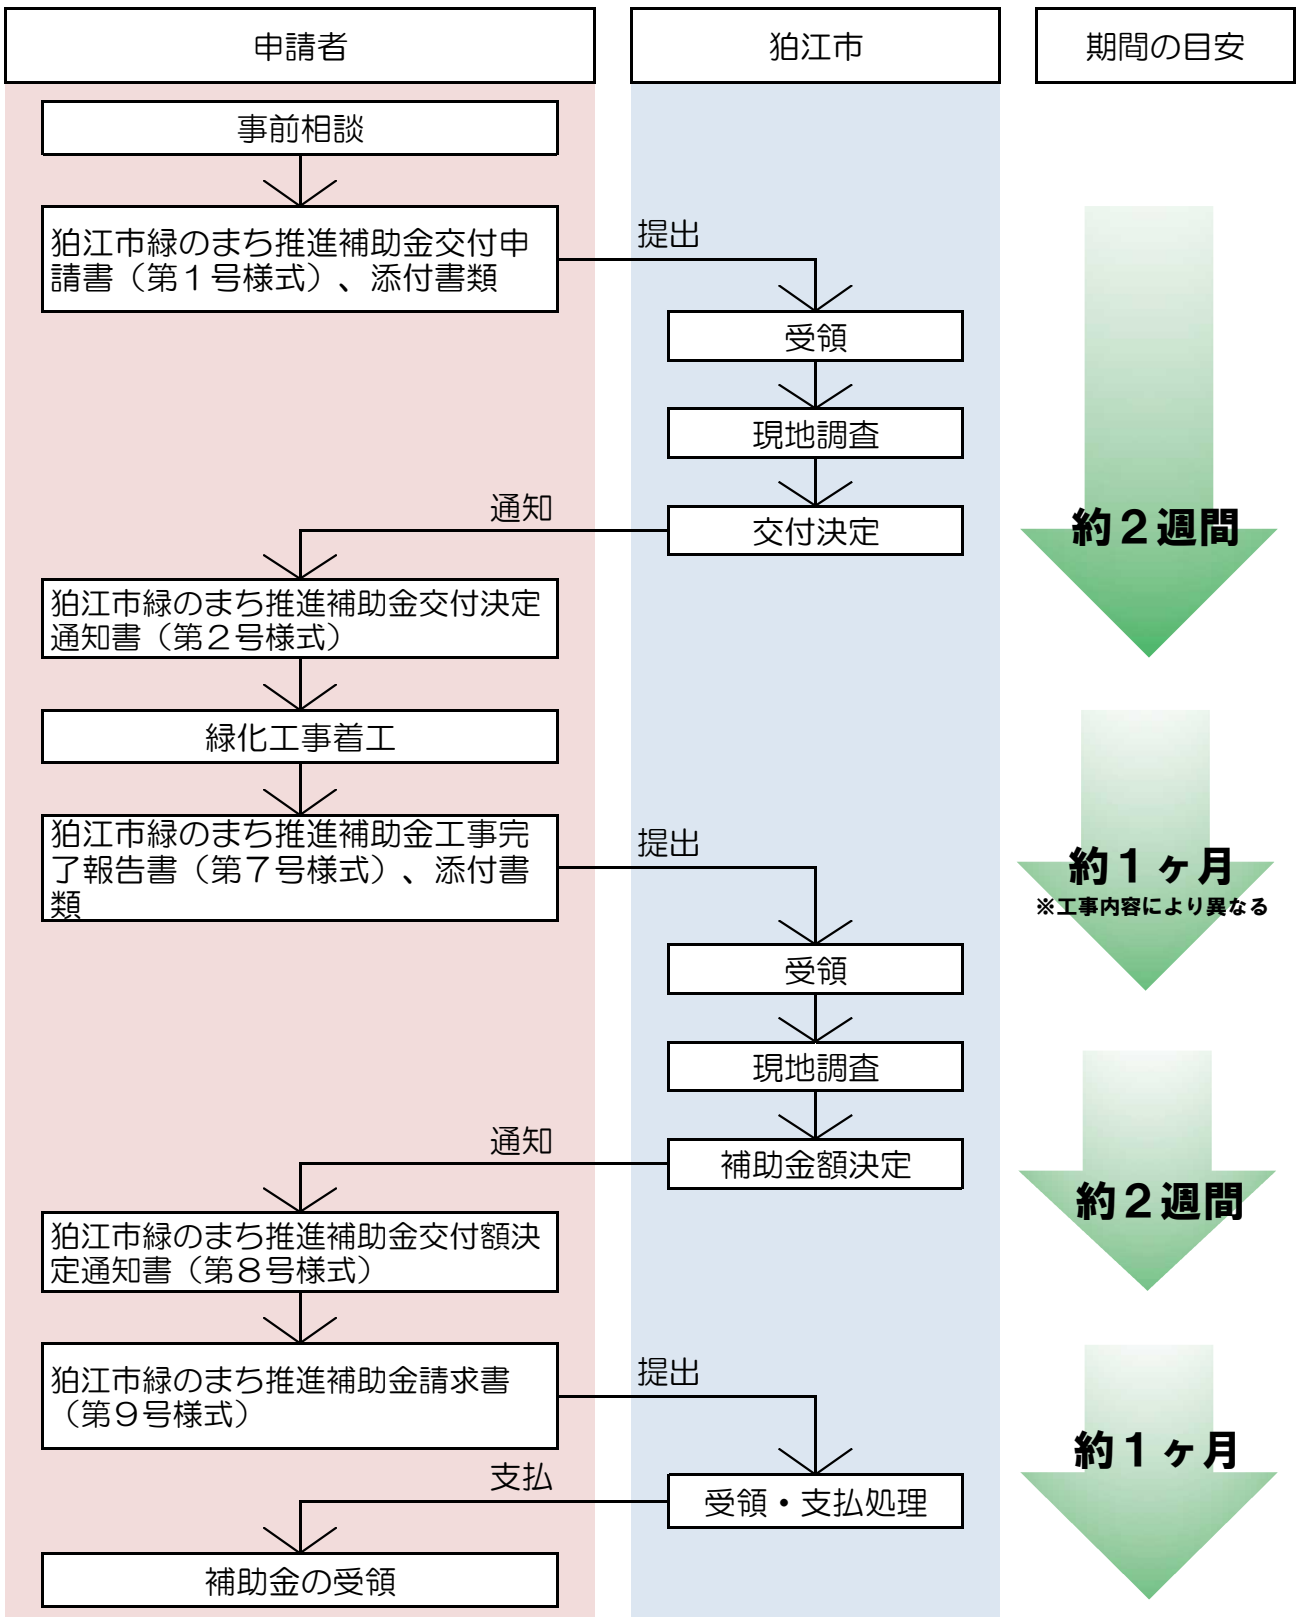 申請者
狛江市
期間の目安
事前相談
狛江市緑のまち推進補助金交付申
請書（第１号様式）、添付書類
提出
受領
現地調査
交付決定
通知
約２週間
狛江市緑のまち推進補助金交付決定
通知書（第２号様式）
緑化工事着工
狛江市緑のまち推進補助金工事完
了報告書（第７号様式）、添付書
類
提出
約１ヶ月
※工事内容により異なる
受領
現地調査
補助金額決定
通知
約２週間
狛江市緑のまち推進補助金交付額決
定通知書（第８号様式）
狛江市緑のまち推進補助金請求書
（第９号様式）
提出
約１ヶ月
受領・支払処理
支払
補助金の受領